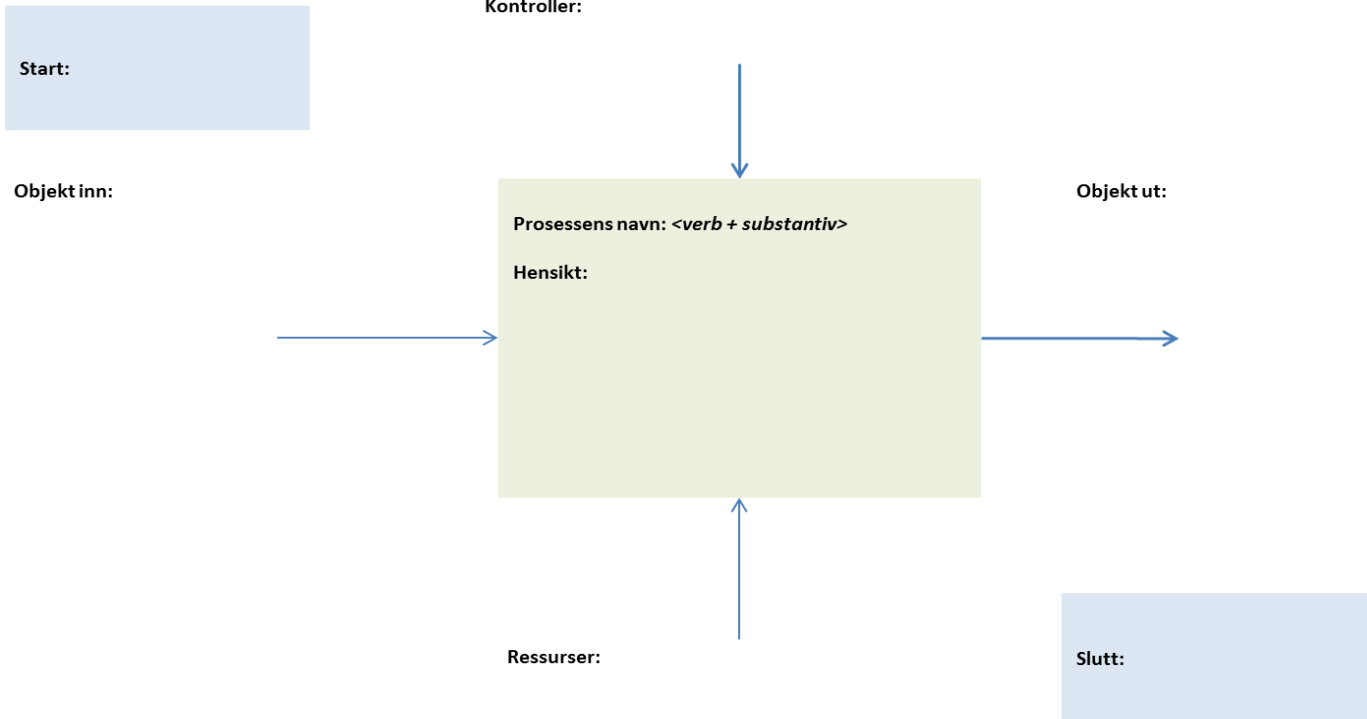 Kontroller:
Start:
Objekt inn:
Objekt ut:
Prosessens navn: <verb + substantiv>
Hensikt:
Ressurser:
Slutt: